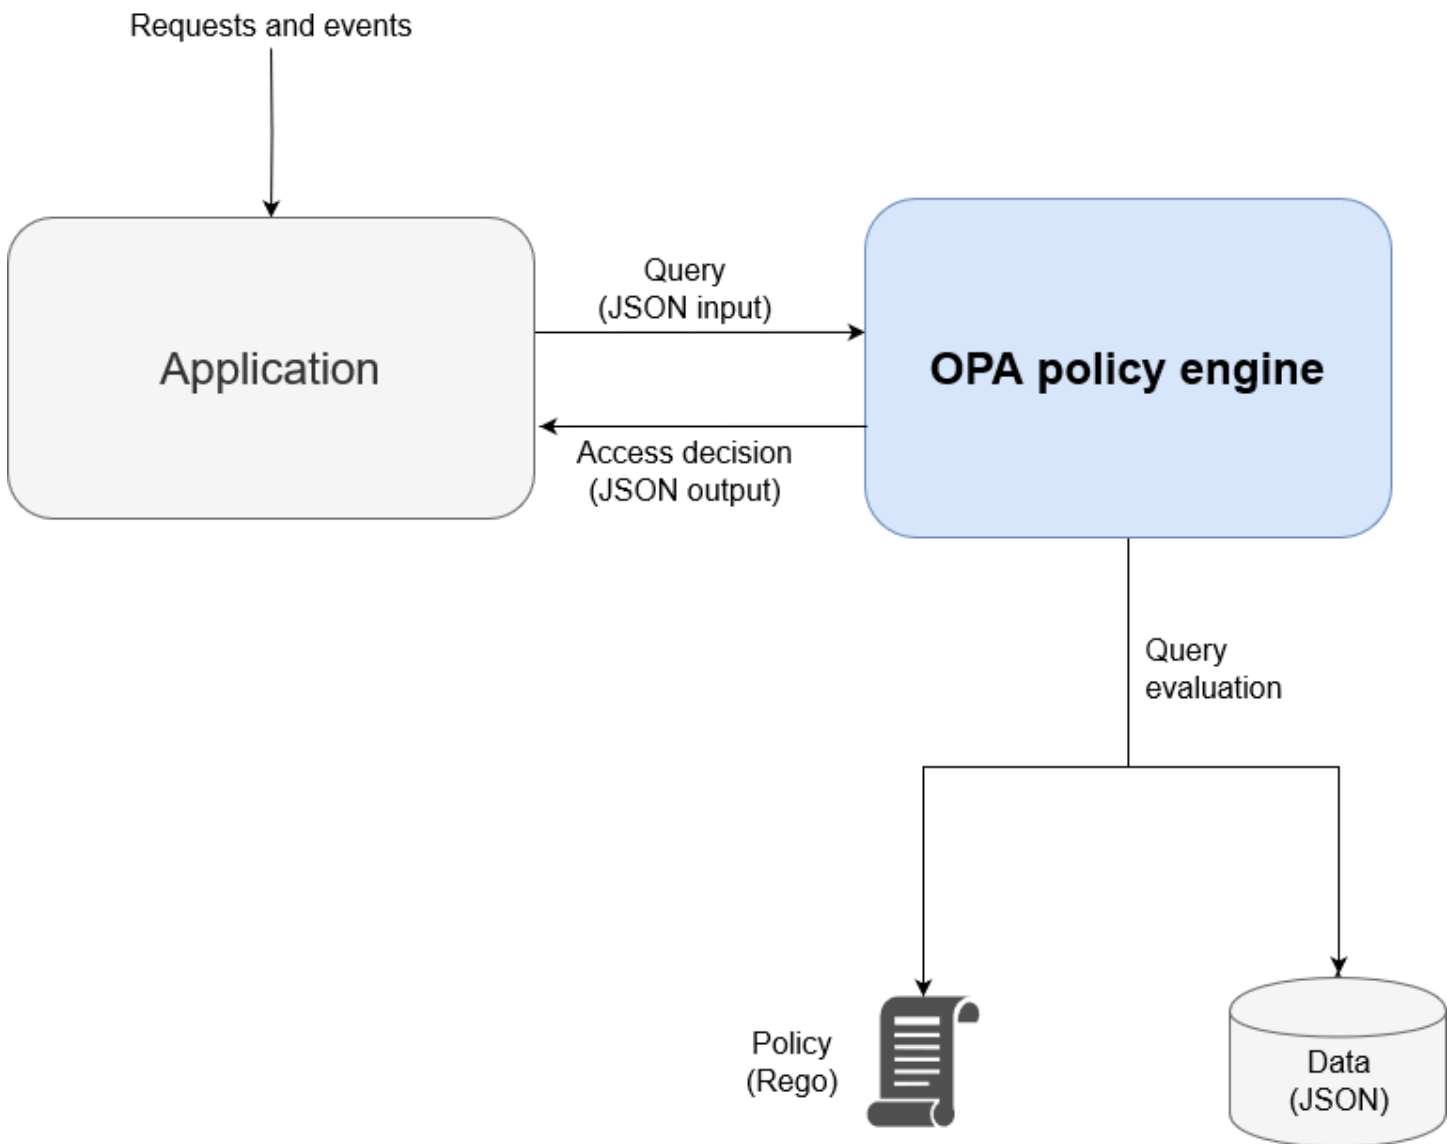 Requests and events
Application
Query
(JSON input)
Access decision
(JSON output)
OPA policy engine
Query
evaluation
Policy
(Rego)
Data
(JSON)